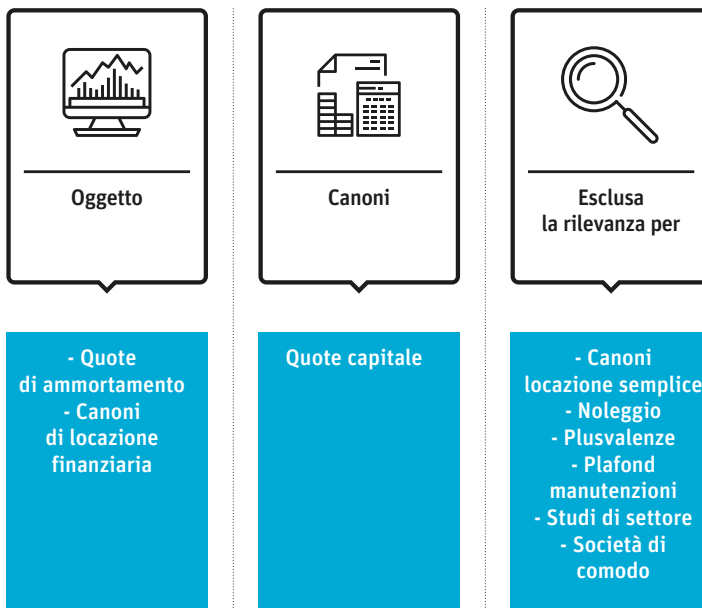 Oggetto
- Quote
di ammortamento
- Canoni
di locazione
finanziaria
Canoni
Quote capitale
Esclusa
la rilevanza per
- Canoni
locazione semplice
- Noleggio
- Plusvalenze
- Plafond
manutenzioni
- Studi di settore
- Società di
comodo